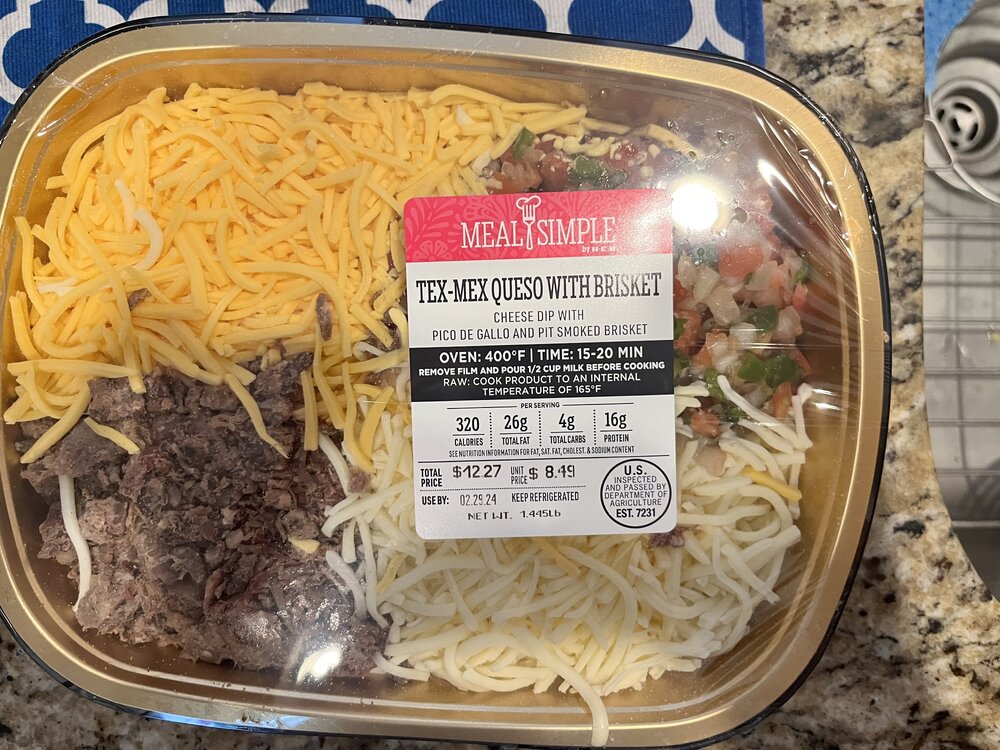 MEAL SIMPLE
by H-E-B
TEX-MEX QUESO WITH BRISKET
CHEESE DIP WITH
PICO DE GALLO AND PIT SMOKED BRISKET
OVEN: 400°F | TIME: 15-20 MIN
REMOVE FILM AND POUR 1/2 CUP MILK BEFORE COOKING
RAW: COOK PRODUCT TO AN INTERNAL
TEMPERATURE OF 165°F
PER SERVING
320 26g 4g 16g
CALORIES TOTAL FAT TOTAL CARBS PROTEIN
SEE NUTRITION INFORMATION FOR FAT, SAT. FAT, CHOLEST. & SODIUM CONTENT
TOTAL PRICE $12.27 UNIT PRICE $ 8.49
USE BY: 02.29.24 KEEP REFRIGERATED
NET WT. 1.445Lb
U.S.
INSPECTED
AND PASSED BY
DEPARTMENT OF
AGRICULTURE
EST. 7231